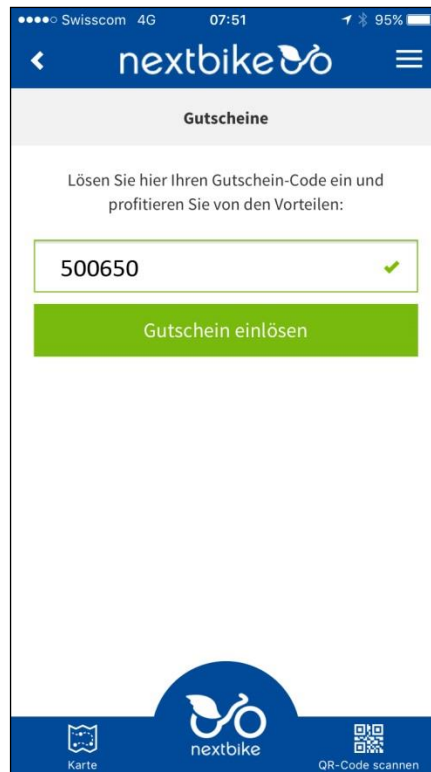 Swisscom 4G 07:51 95%
nextbike
Gutscheine
Lösen Sie hier Ihren Gutschein-Code ein und
profitieren Sie von den Vorteilen:
500650
Gutschein einlösen
nextbike
Karte
QR-Code scannen